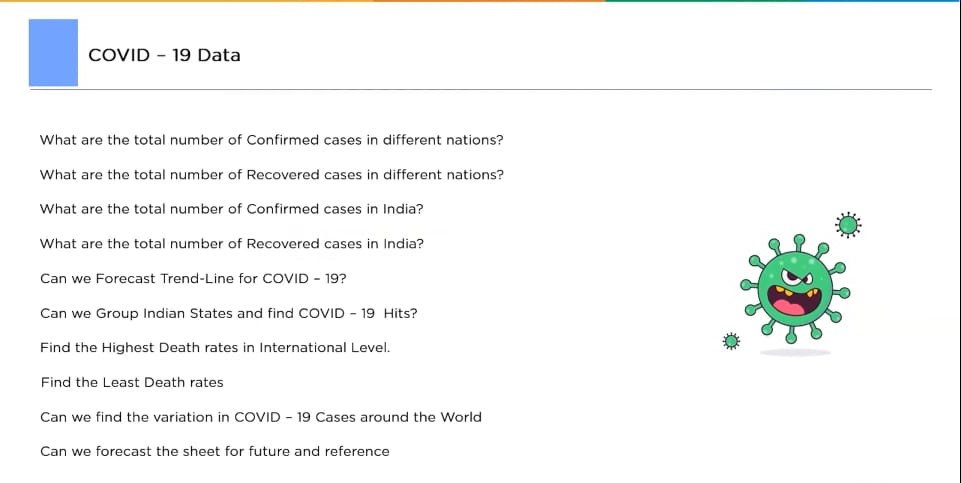 COVID – 19 Data
What are the total number of Confirmed cases in different nations?
What are the total number of Recovered cases in different nations?
What are the total number of Confirmed cases in India?
What are the total number of Recovered cases in India?
Can we Forecast Trend-Line for COVID – 19?
Can we Group Indian States and find COVID – 19 Hits?
Find the Highest Death rates in International Level.
Find the Least Death rates
Can we find the variation in COVID – 19 Cases around the World
Can we forecast the sheet for future and reference